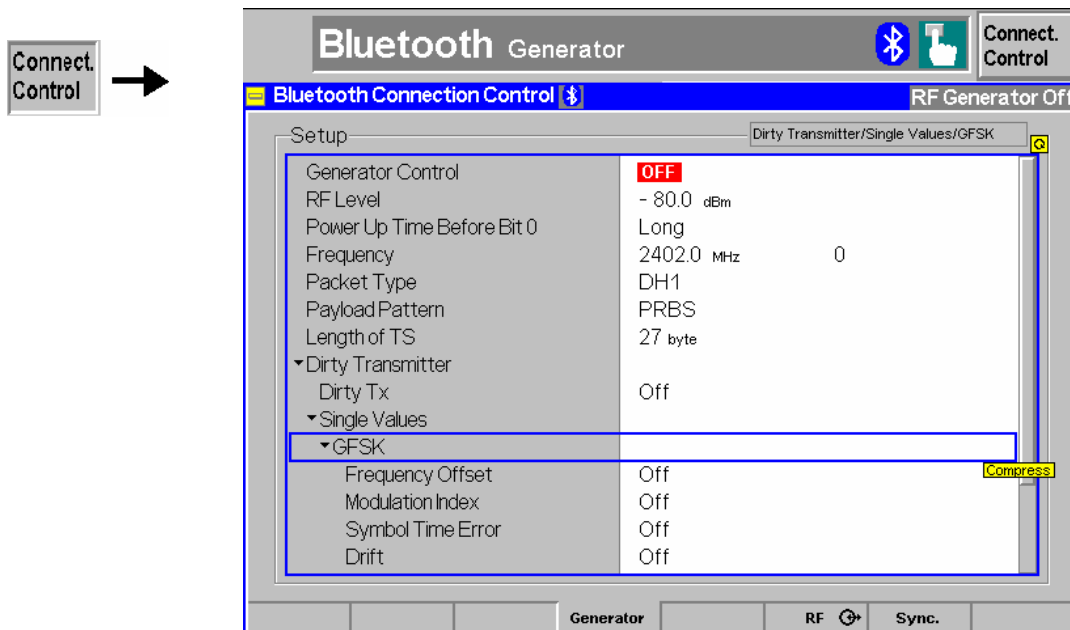 Connect.
Control
Bluetooth Generator
Connect.
Control
Bluetooth Connection Control
RF Generator Off
Setup
Dirty Transmitter/Single Values/GFSK
Generator Control OFF
RF Level - 80.0 dBm
Power Up Time Before Bit 0 Long
Frequency 2402.0 MHz 0
Packet Type DH1
Payload Pattern PRBS
Length of TS 27 byte
Dirty Transmitter
Dirty Tx Off
Single Values
GFSK
Compress
Frequency Offset Off
Modulation Index Off
Symbol Time Error Off
Drift Off
Generator RF Sync.